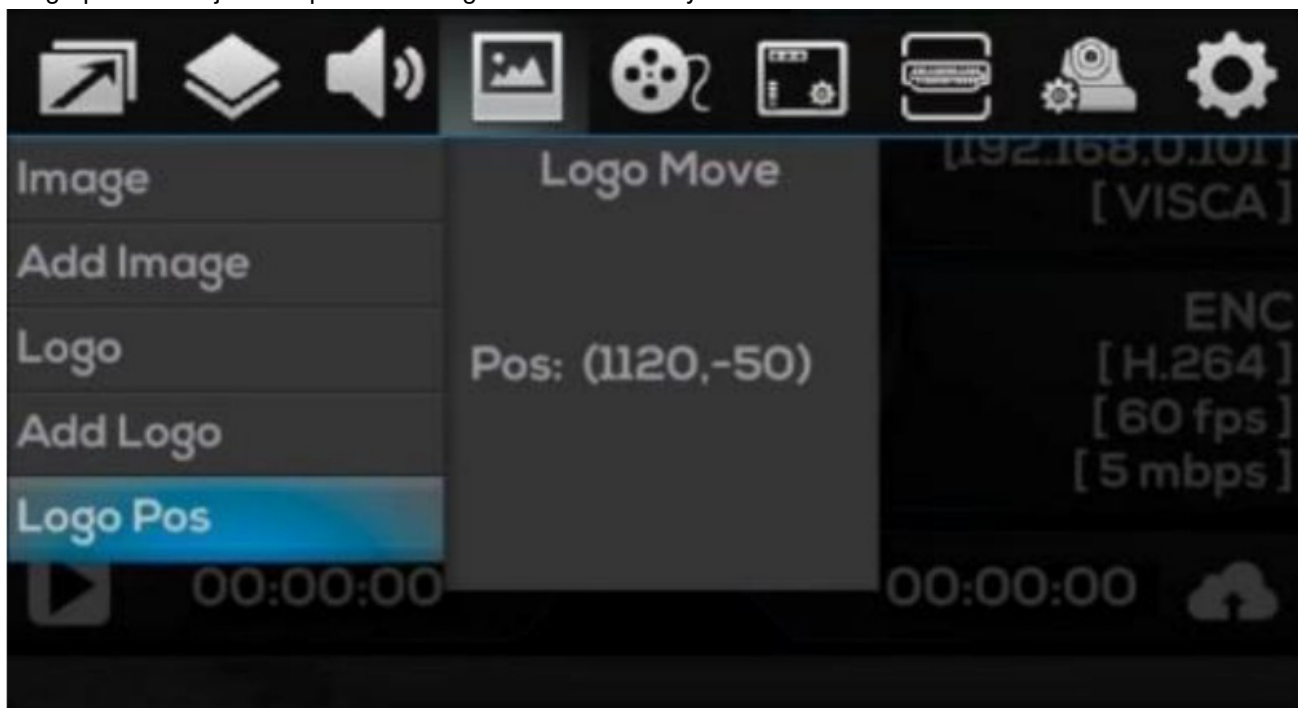 Image
Add Image
Logo
Add Logo
Logo Pos
Logo Move
Pos: (1120,-50)
[192.168.0.101]
[ VISCA ]
ENC
[ H.264 ]
[ 60 fps ]
[ 5 mbps ]
00:00:00
00:00:00